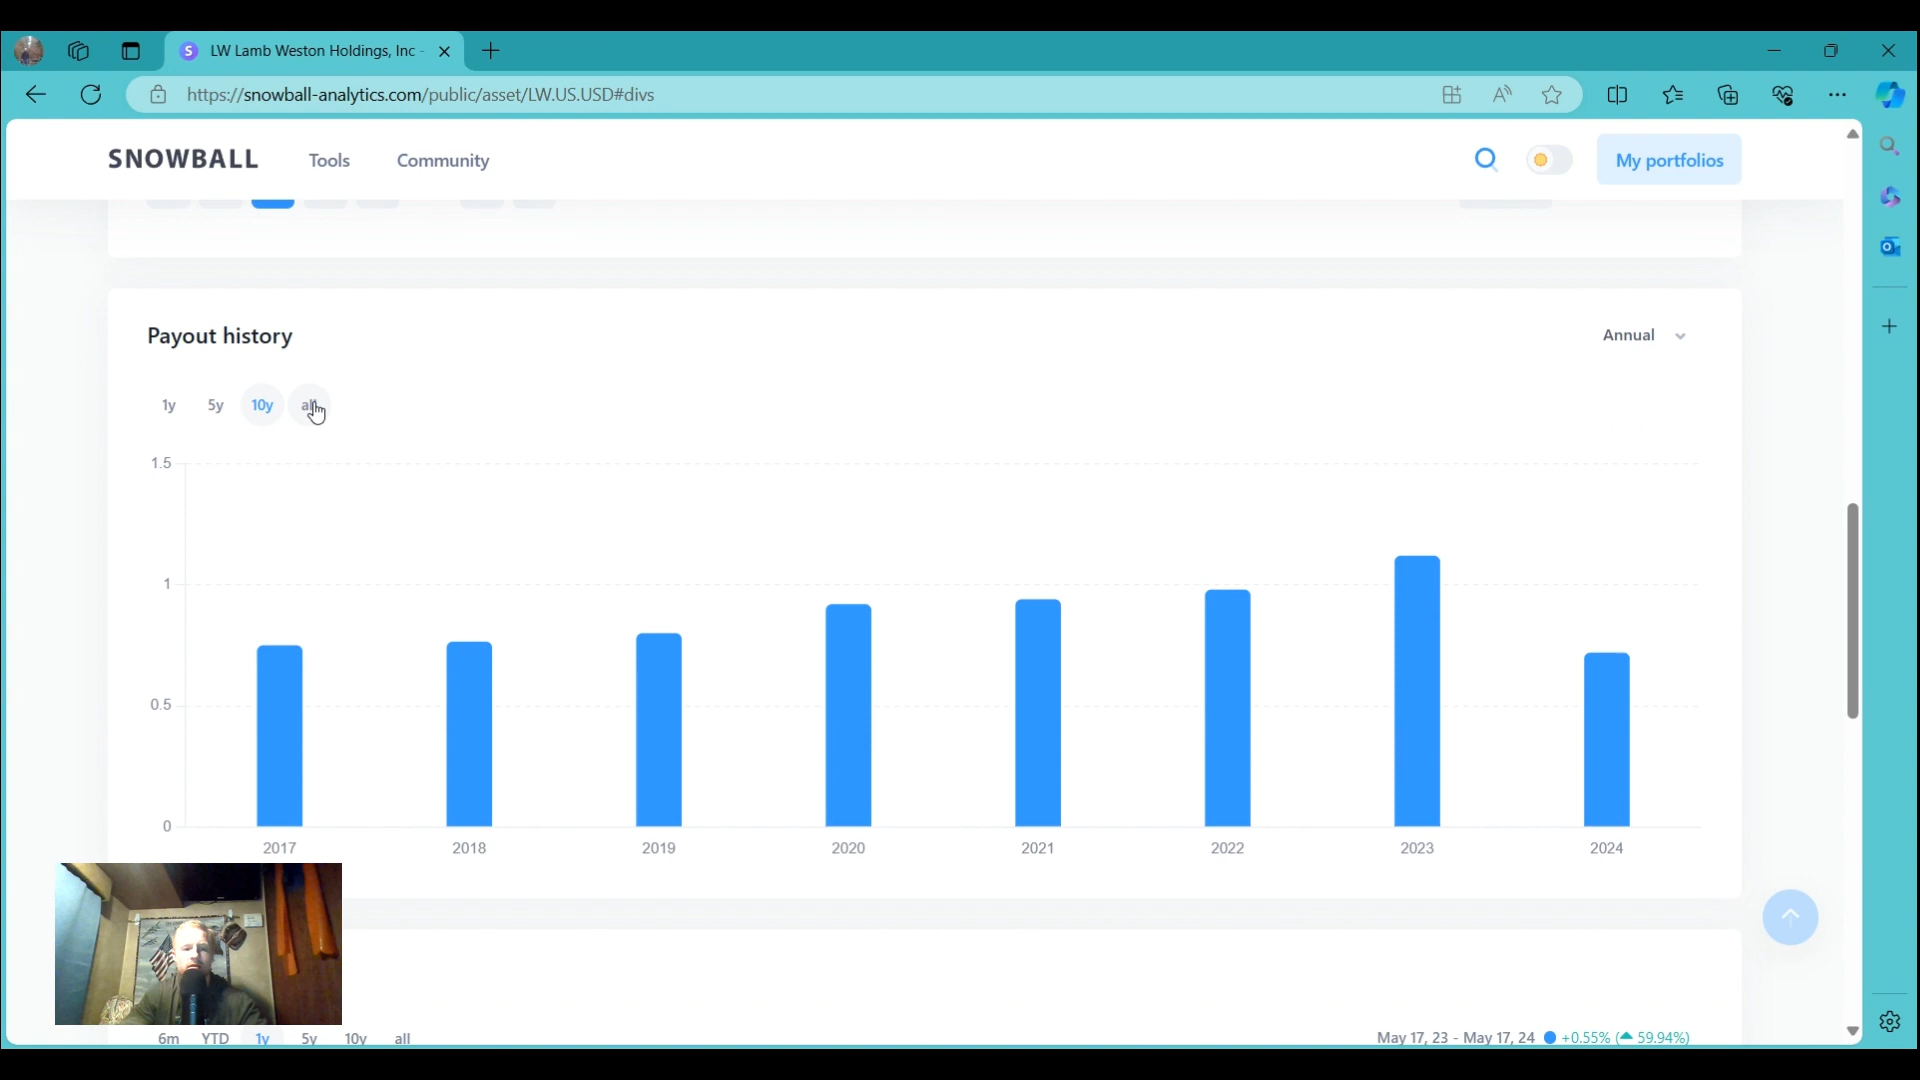 LW Lamb Weston Holdings, Inc -
https://snowball-analytics.com/public/asset/LW.US.USD#divs
SNOWBALL
Tools
Community
My portfolios
Payout history
Annual
1y 5y 10y all
1.5
1
0.5
0
2017 2018 2019 2020 2021 2022 2023 2024
6m YTD 1y 5y 10y all
May 17, 23 - May 17, 24 +0.55% (59.94%)